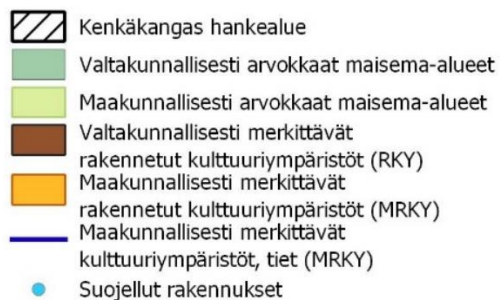 Kenkäkangas hankealue
Valtakunnallisesti arvokkaat maisema-alueet
Maakunnallisesti arvokkaat maisema-alueet
Valtakunnallisesti merkittävät
rakennetut kulttuuriympäristöt (RKY)
Maakunnallisesti merkittävät
rakennetut kulttuuriympäristöt (MRKY)
Maakunnallisesti merkittävät
kulttuuriympäristöt, tiet (MRKY)
Suojellut rakennukset